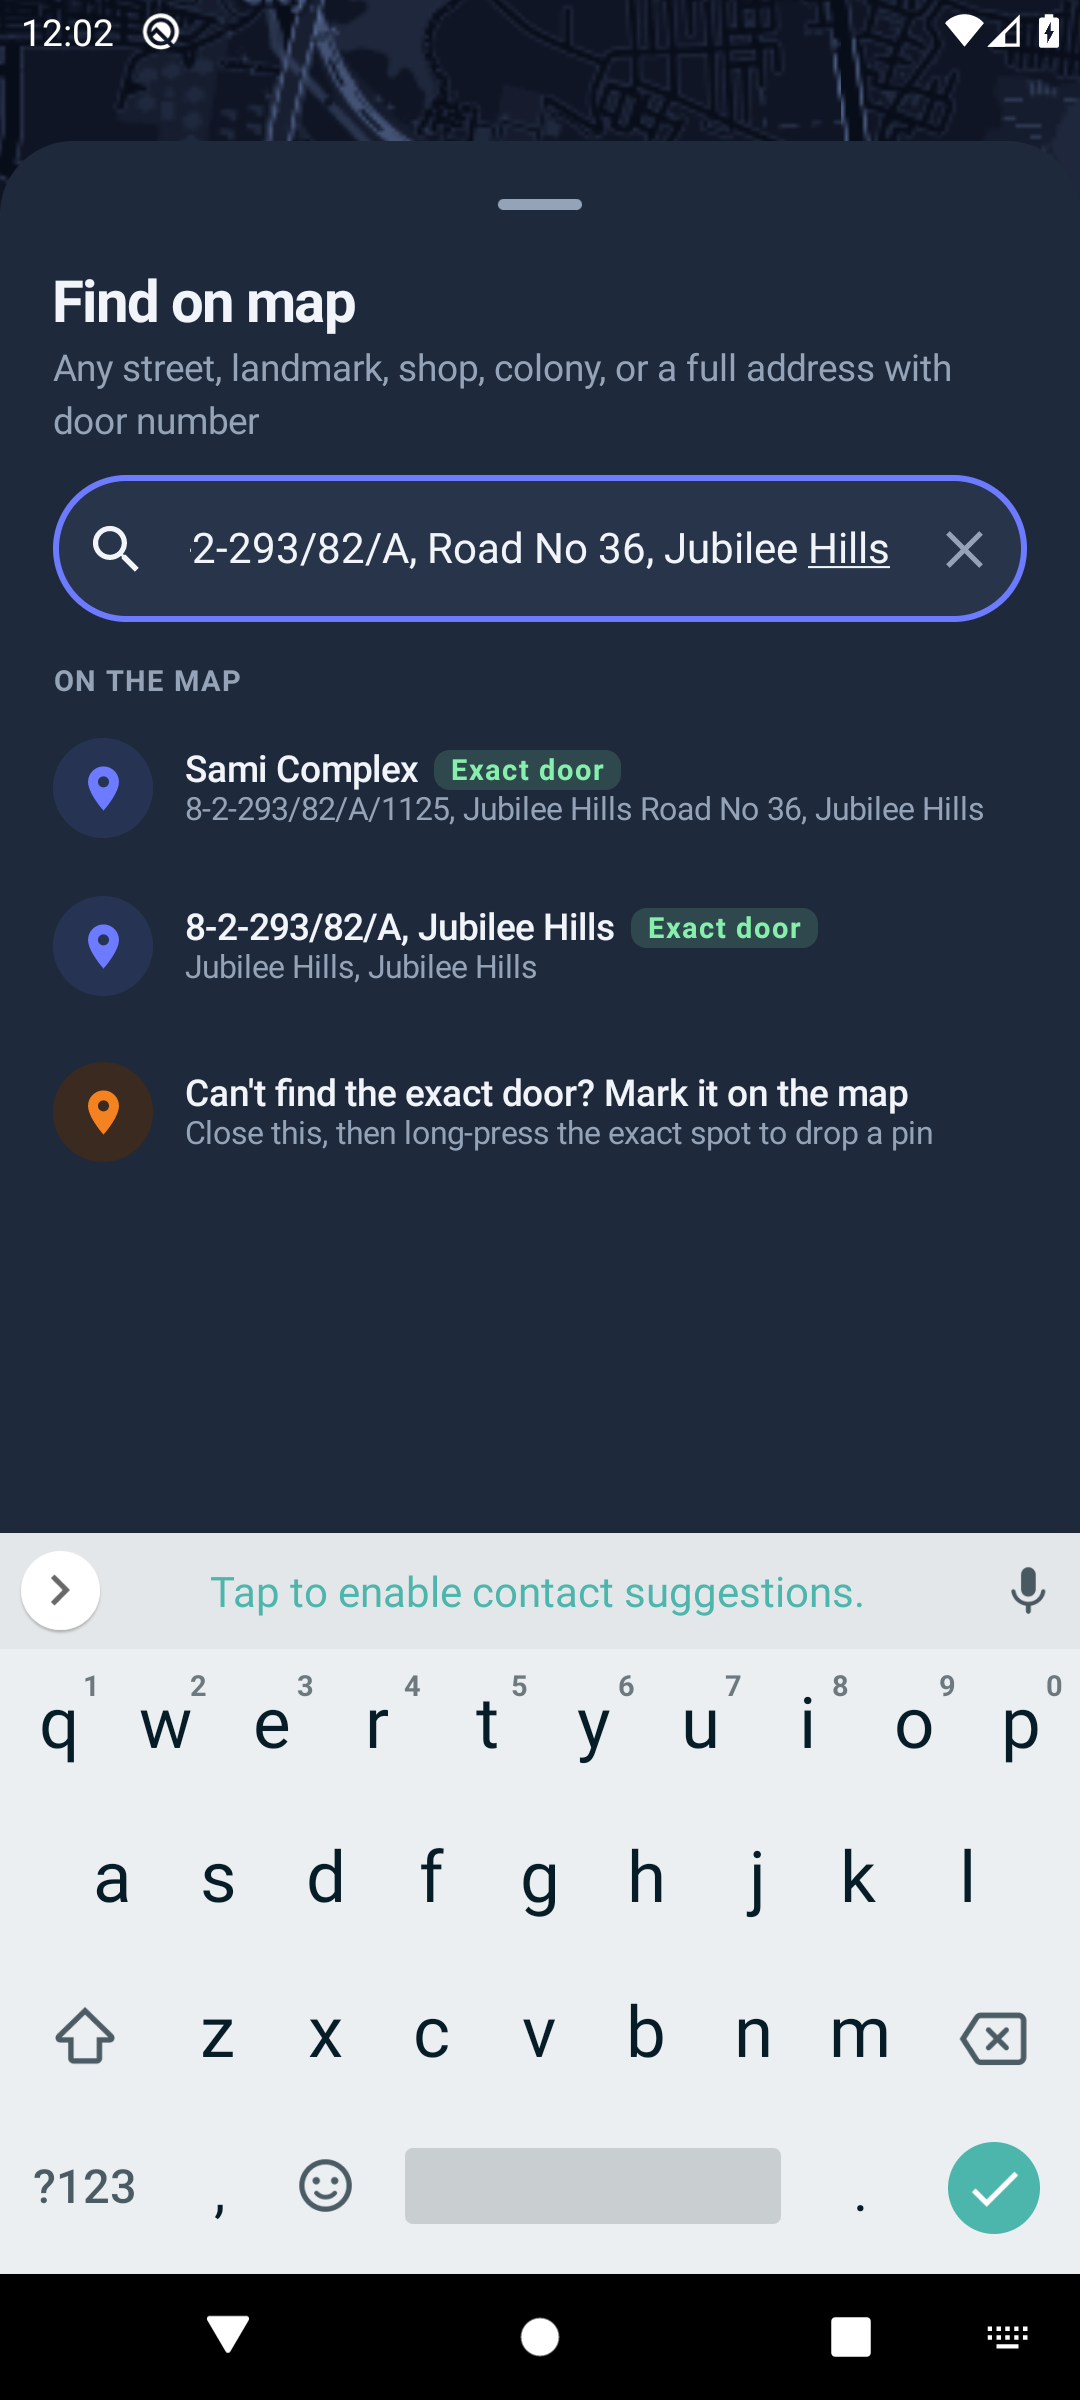 12:02
Find on map
Any street, landmark, shop, colony, or a full address with
door number
-2-293/82/A, Road No 36, Jubilee Hills
ON THE MAP
Sami Complex Exact door
8-2-293/82/A/1125, Jubilee Hills Road No 36, Jubilee Hills
8-2-293/82/A, Jubilee Hills Exact door
Jubilee Hills, Jubilee Hills
Can't find the exact door? Mark it on the map
Close this, then long-press the exact spot to drop a pin
Tap to enable contact suggestions.
1 2 3 4 5 6 7 8 9 0
q w e r t y u i o p
a s d f g h j k l
z x c v b n m
?123 , .